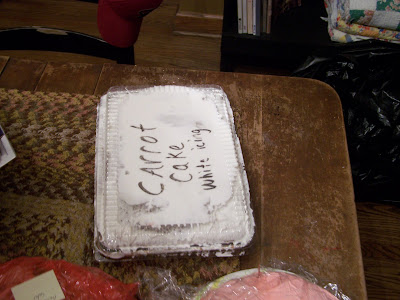 Carrot
Cake
white icing